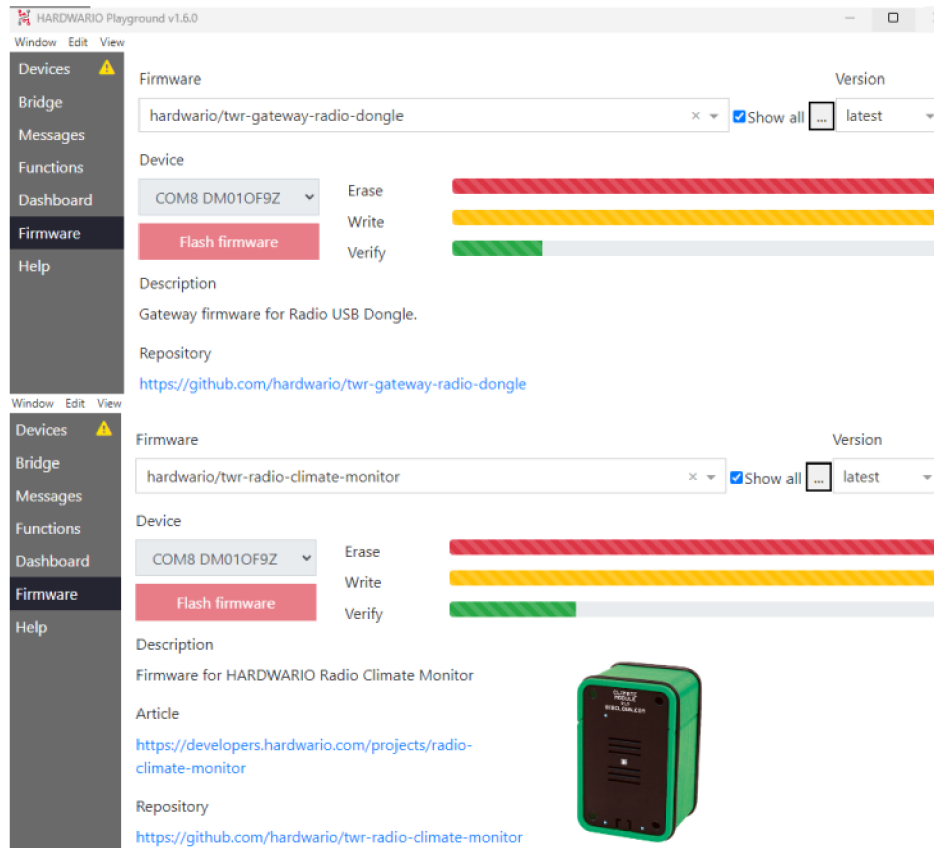 HARDWARIO Playground v1.6.0
Window Edit View
Devices
Bridge
Messages
Functions
Dashboard
Firmware
Help
Firmware
Version
hardwario/twr-gateway-radio-dongle
Show all
...
latest
Device
COM8 DM01OF9Z
Flash firmware
Erase
Write
Verify
Description
Gateway firmware for Radio USB Dongle.
Repository
https://github.com/hardwario/twr-gateway-radio-dongle
Window Edit View
Devices
Bridge
Messages
Functions
Dashboard
Firmware
Help
Firmware
Version
hardwario/twr-radio-climate-monitor
Show all
...
latest
Device
COM8 DM01OF9Z
Flash firmware
Erase
Write
Verify
Description
Firmware for HARDWARIO Radio Climate Monitor
Article
https://developers.hardwario.com/projects/radio-
climate-monitor
Repository
https://github.com/hardwario/twr-radio-climate-monitor
CLIMATE
MODULE